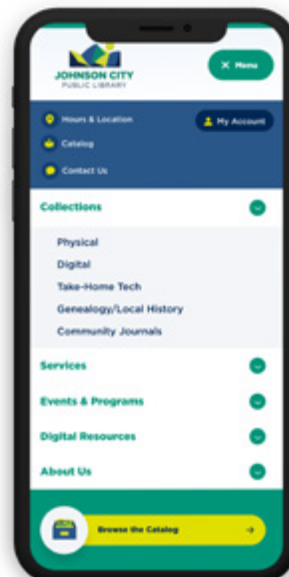 JOHNSON CITY
PUBLIC LIBRARY
Menu
Hours & Location
My Account
Catalog
Contact Us
Collections
Physical
Digital
Take-Home Tech
Genealogy/Local History
Community Journals
Services
Events & Programs
Digital Resources
About Us
Browse the Catalog